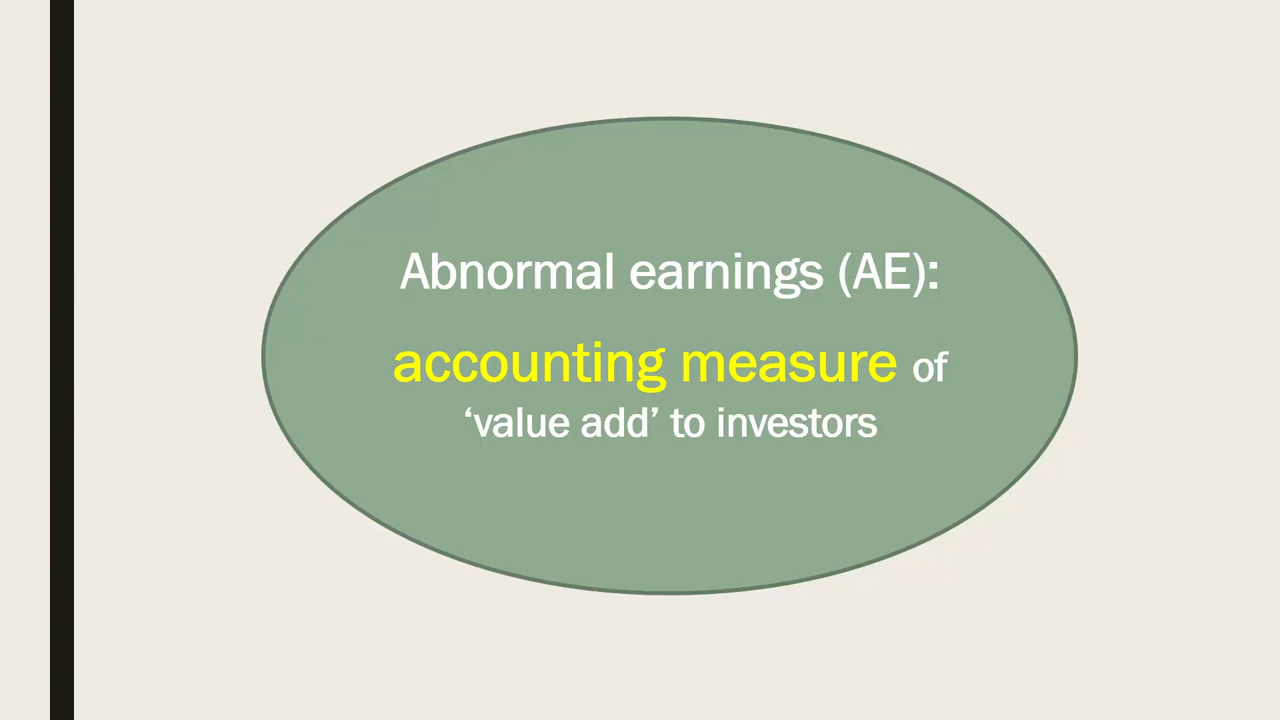 Abnormal earnings (AE):
accounting measure of
‘value add’ to investors